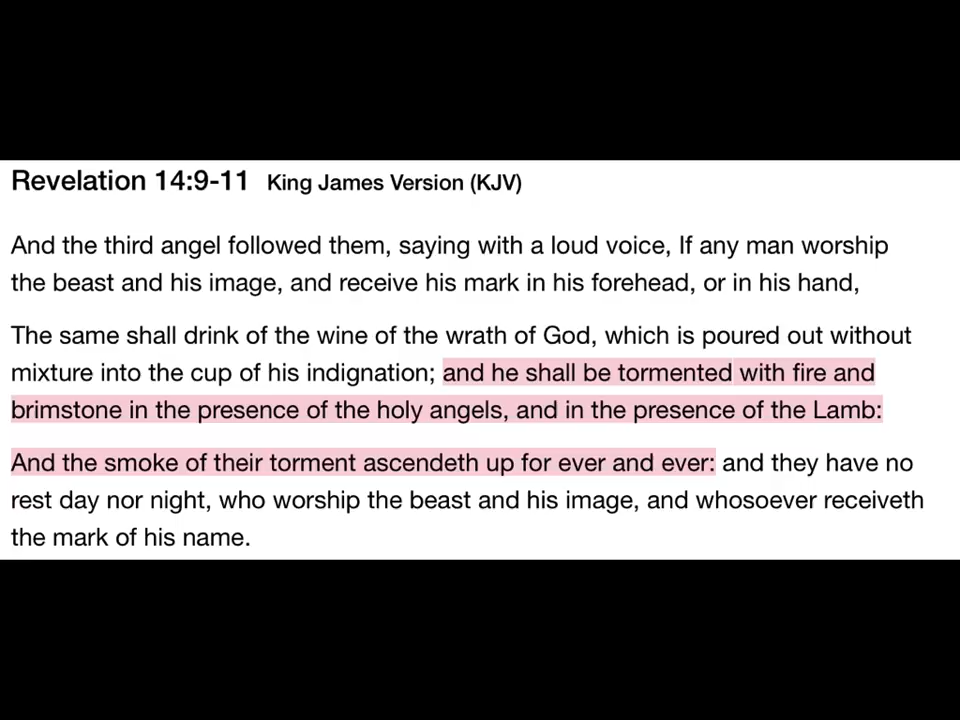 Revelation 14:9-11 King James Version (KJV)
And the third angel followed them, saying with a loud voice, If any man worship
the beast and his image, and receive his mark in his forehead, or in his hand,
The same shall drink of the wine of the wrath of God, which is poured out without
mixture into the cup of his indignation; and he shall be tormented with fire and
brimstone in the presence of the holy angels, and in the presence of the Lamb:
And the smoke of their torment ascendeth up for ever and ever: and they have no
rest day nor night, who worship the beast and his image, and whosoever receiveth
the mark of his name.